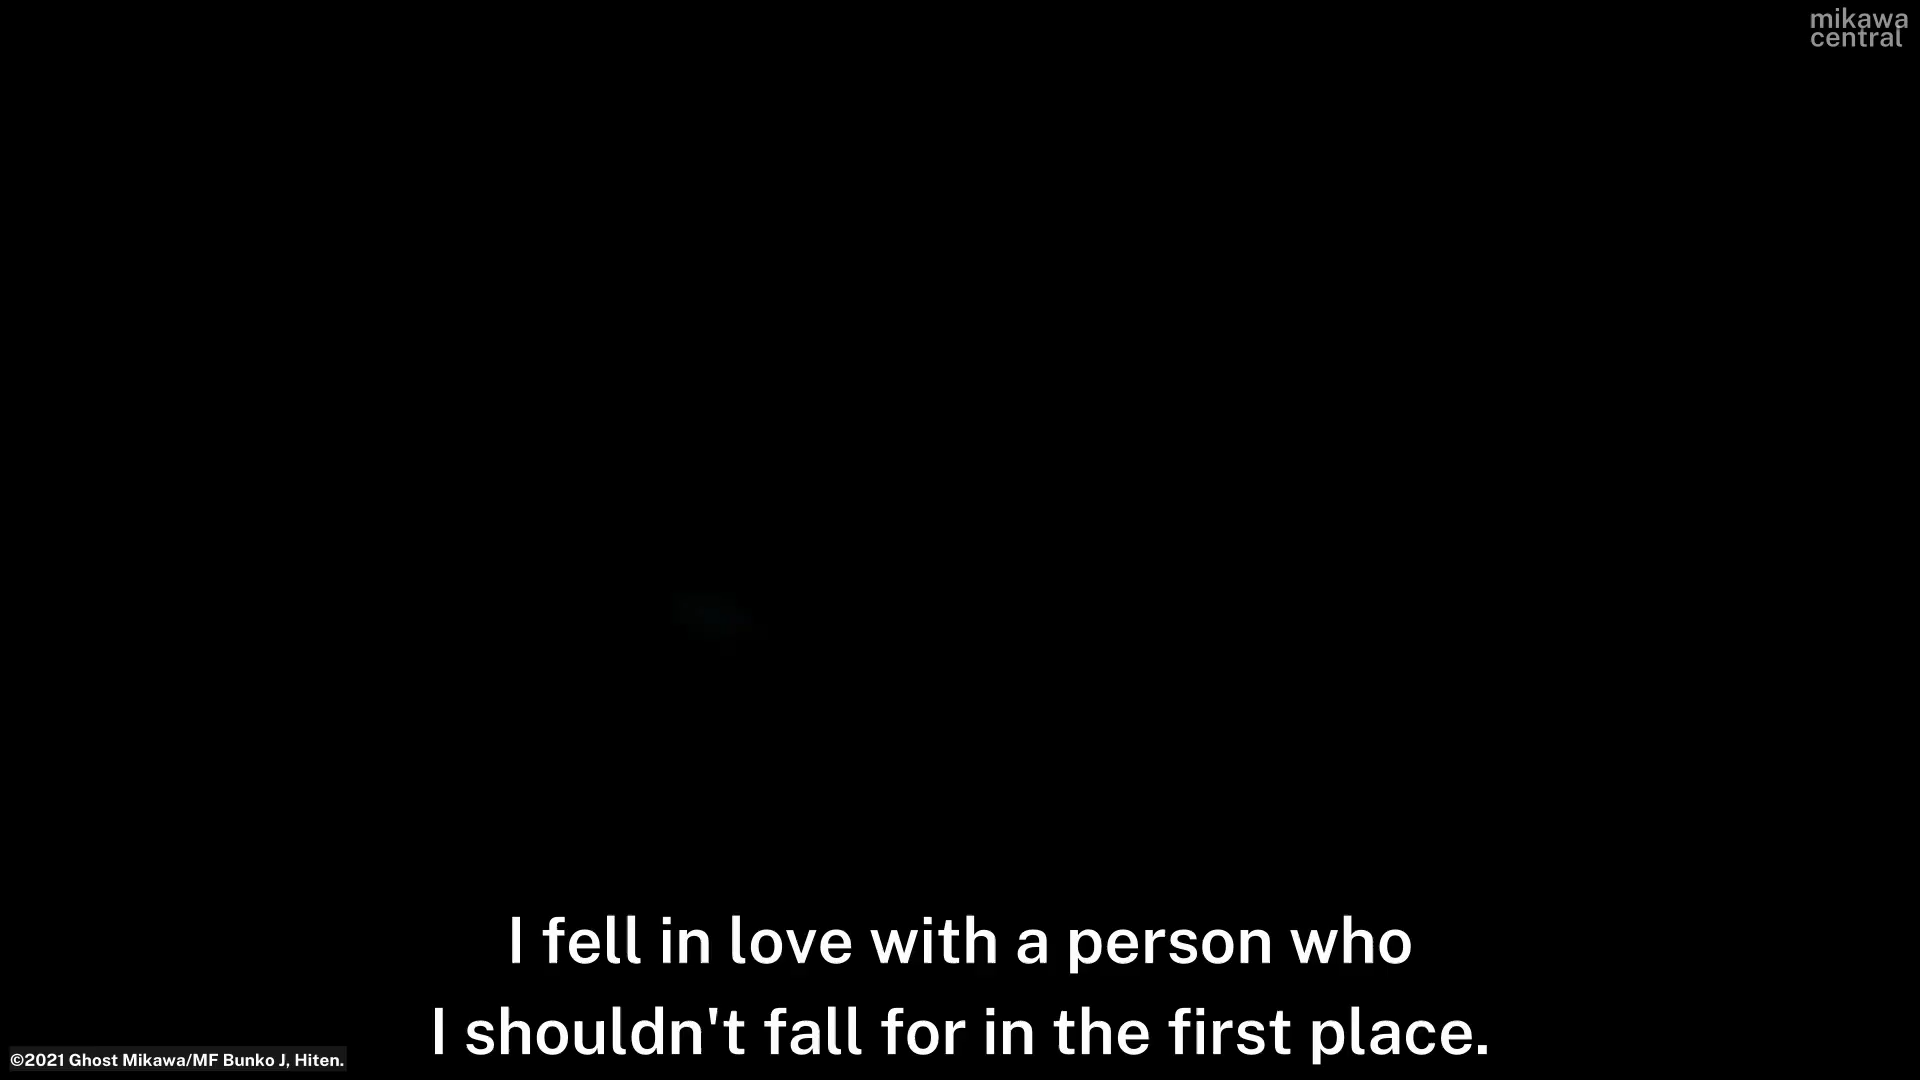 mikawa
central
I fell in love with a person who
I shouldn't fall for in the first place.
©2021 Ghost Mikawa/MF Bunko J, Hiten.